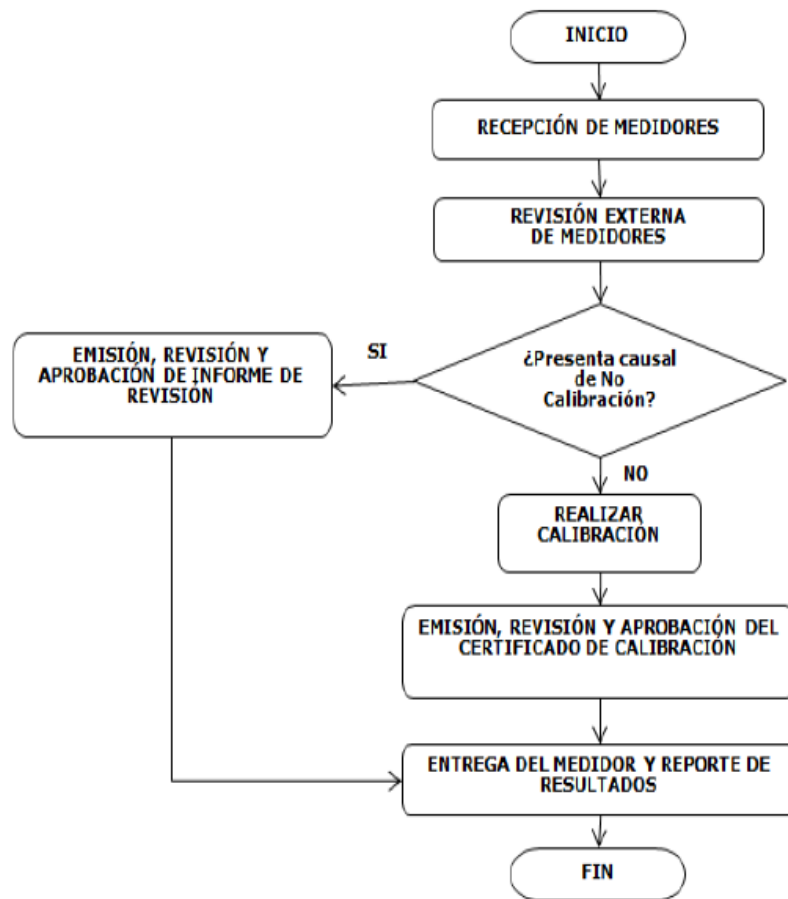 INICIO
RECEPCIÓN DE MEDIDORES
REVISIÓN EXTERNA
DE MEDIDORES
¿Presenta causal
de No
Calibración?
SI
EMISIÓN, REVISIÓN Y
APROBACIÓN DE INFORME DE
REVISIÓN
NO
REALIZAR
CALIBRACIÓN
EMISIÓN, REVISIÓN Y APROBACIÓN DEL
CERTIFICADO DE CALIBRACIÓN
ENTREGA DEL MEDIDOR Y REPORTE DE
RESULTADOS
FIN